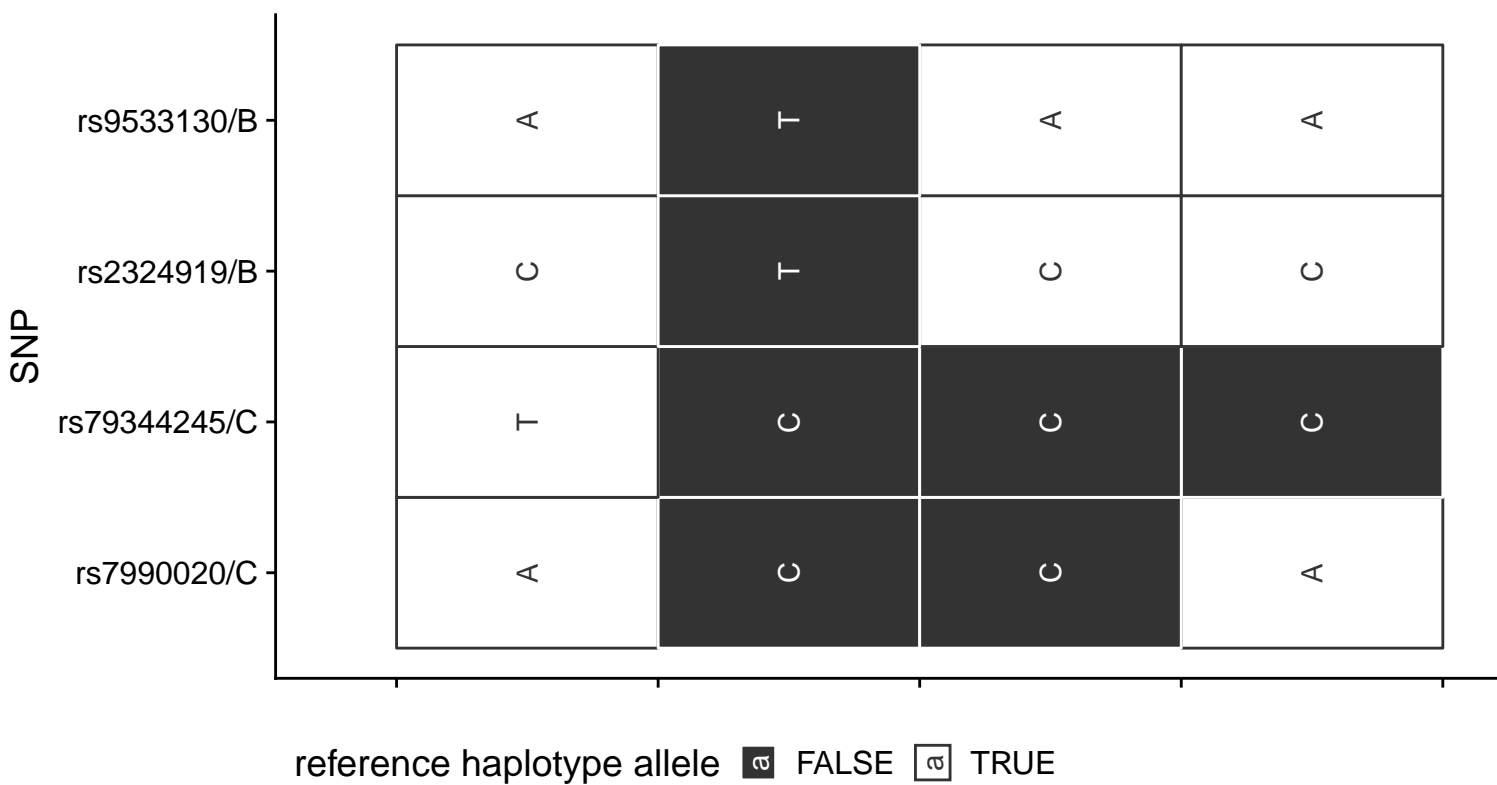 SNP
rs9533130/B A T A A
rs2324919/B C T C C
rs79344245/C T C C C
rs7990020/C A C C A
reference haplotype allele a FALSE a TRUE